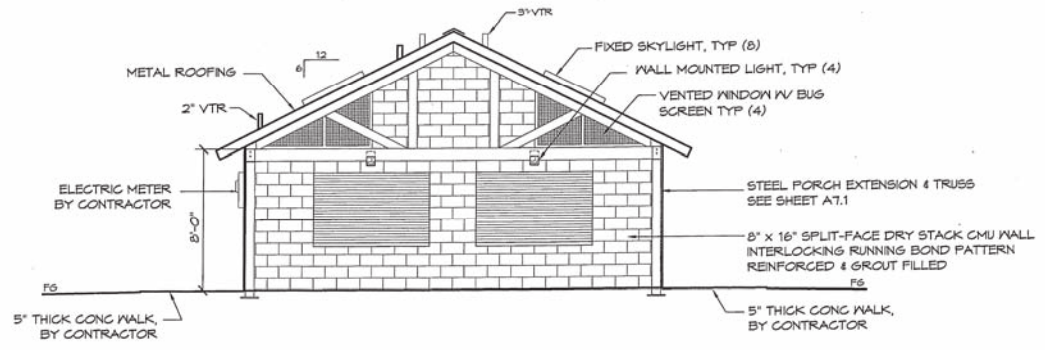 3" VTR
12
6
FIXED SKYLIGHT, TYP (8)
METAL ROOFING
WALL MOUNTED LIGHT, TYP (4)
2" VTR
VENTED WINDOW W/ BUG
SCREEN TYP (4)
ELECTRIC METER
BY CONTRACTOR
8'-0"
STEEL PORCH EXTENSION & TRUSS
SEE SHEET A7.1
8" x 16" SPLIT-FACE DRY STACK CMU WALL
INTERLOCKING RUNNING BOND PATTERN
REINFORCED & GROUT FILLED
FG
FG
5" THICK CONC WALK,
BY CONTRACTOR
5" THICK CONC WALK,
BY CONTRACTOR